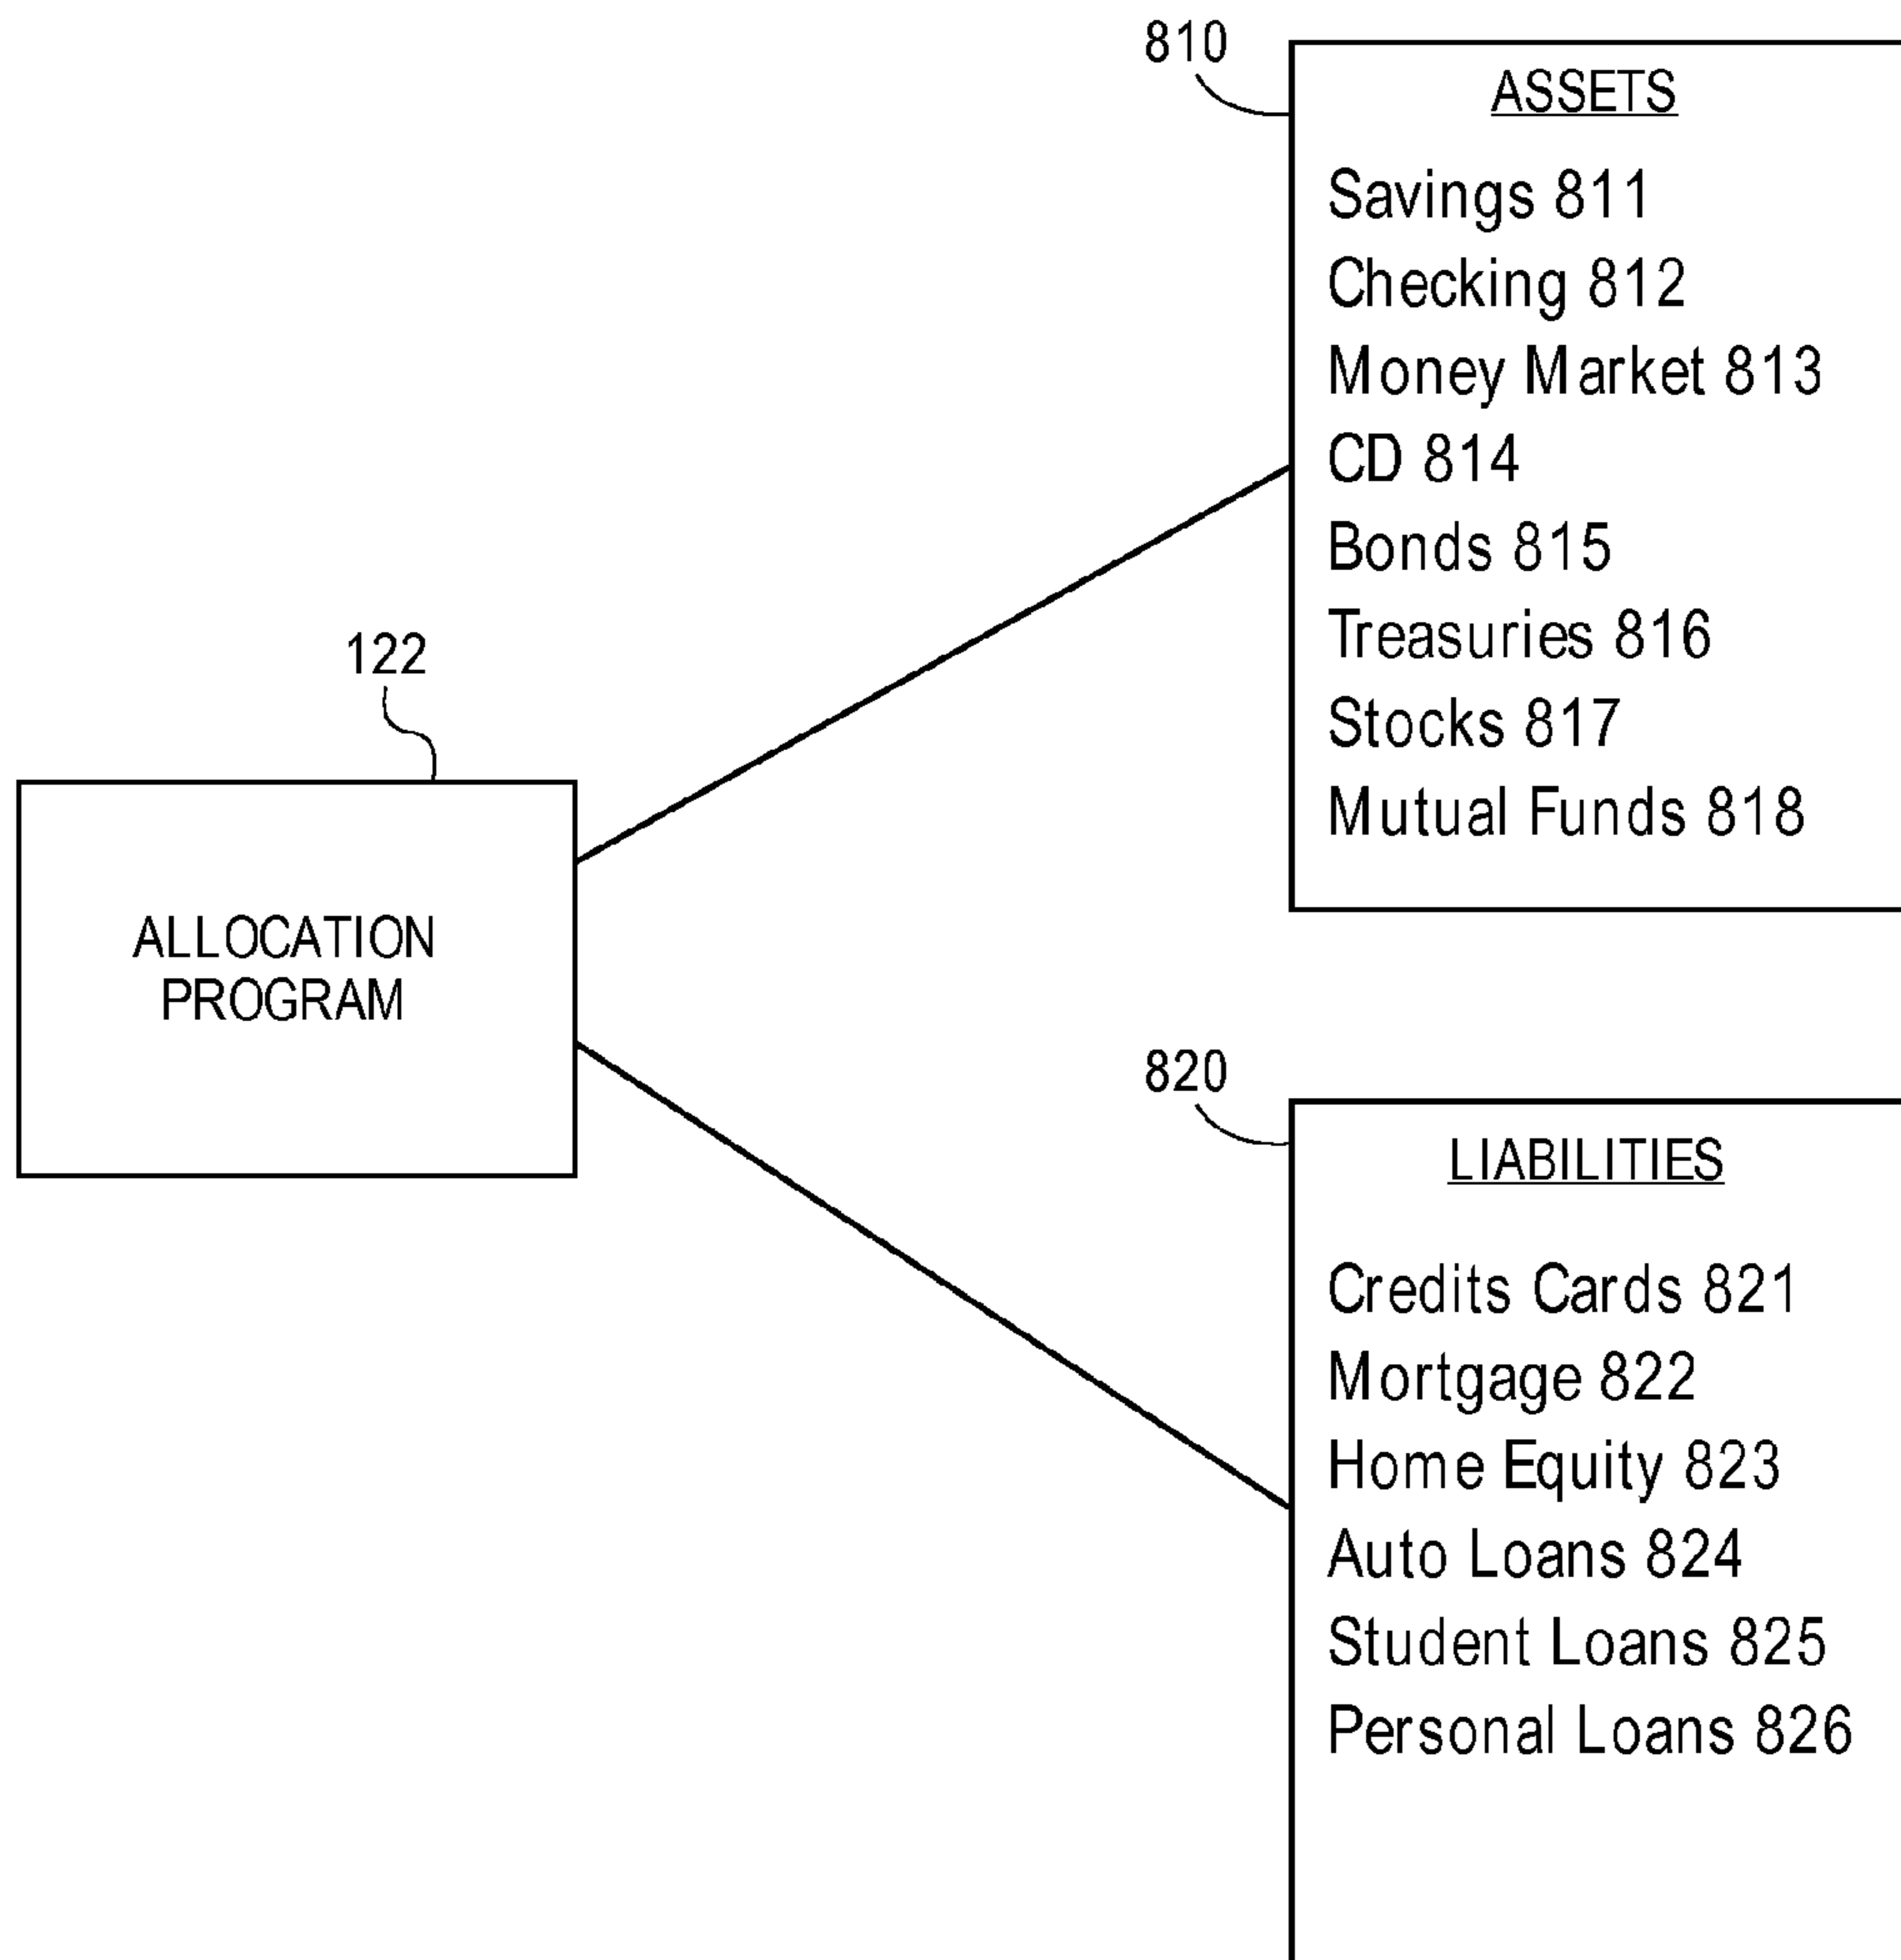 810
ASSETS
Savings 811
Checking 812
Money Market 813
CD 814
Bonds 815
Treasuries 816
Stocks 817
Mutual Funds 818
122
ALLOCATION
PROGRAM
820
LIABILITIES
Credits Cards 821
Mortgage 822
Home Equity 823
Auto Loans 824
Student Loans 825
Personal Loans 826